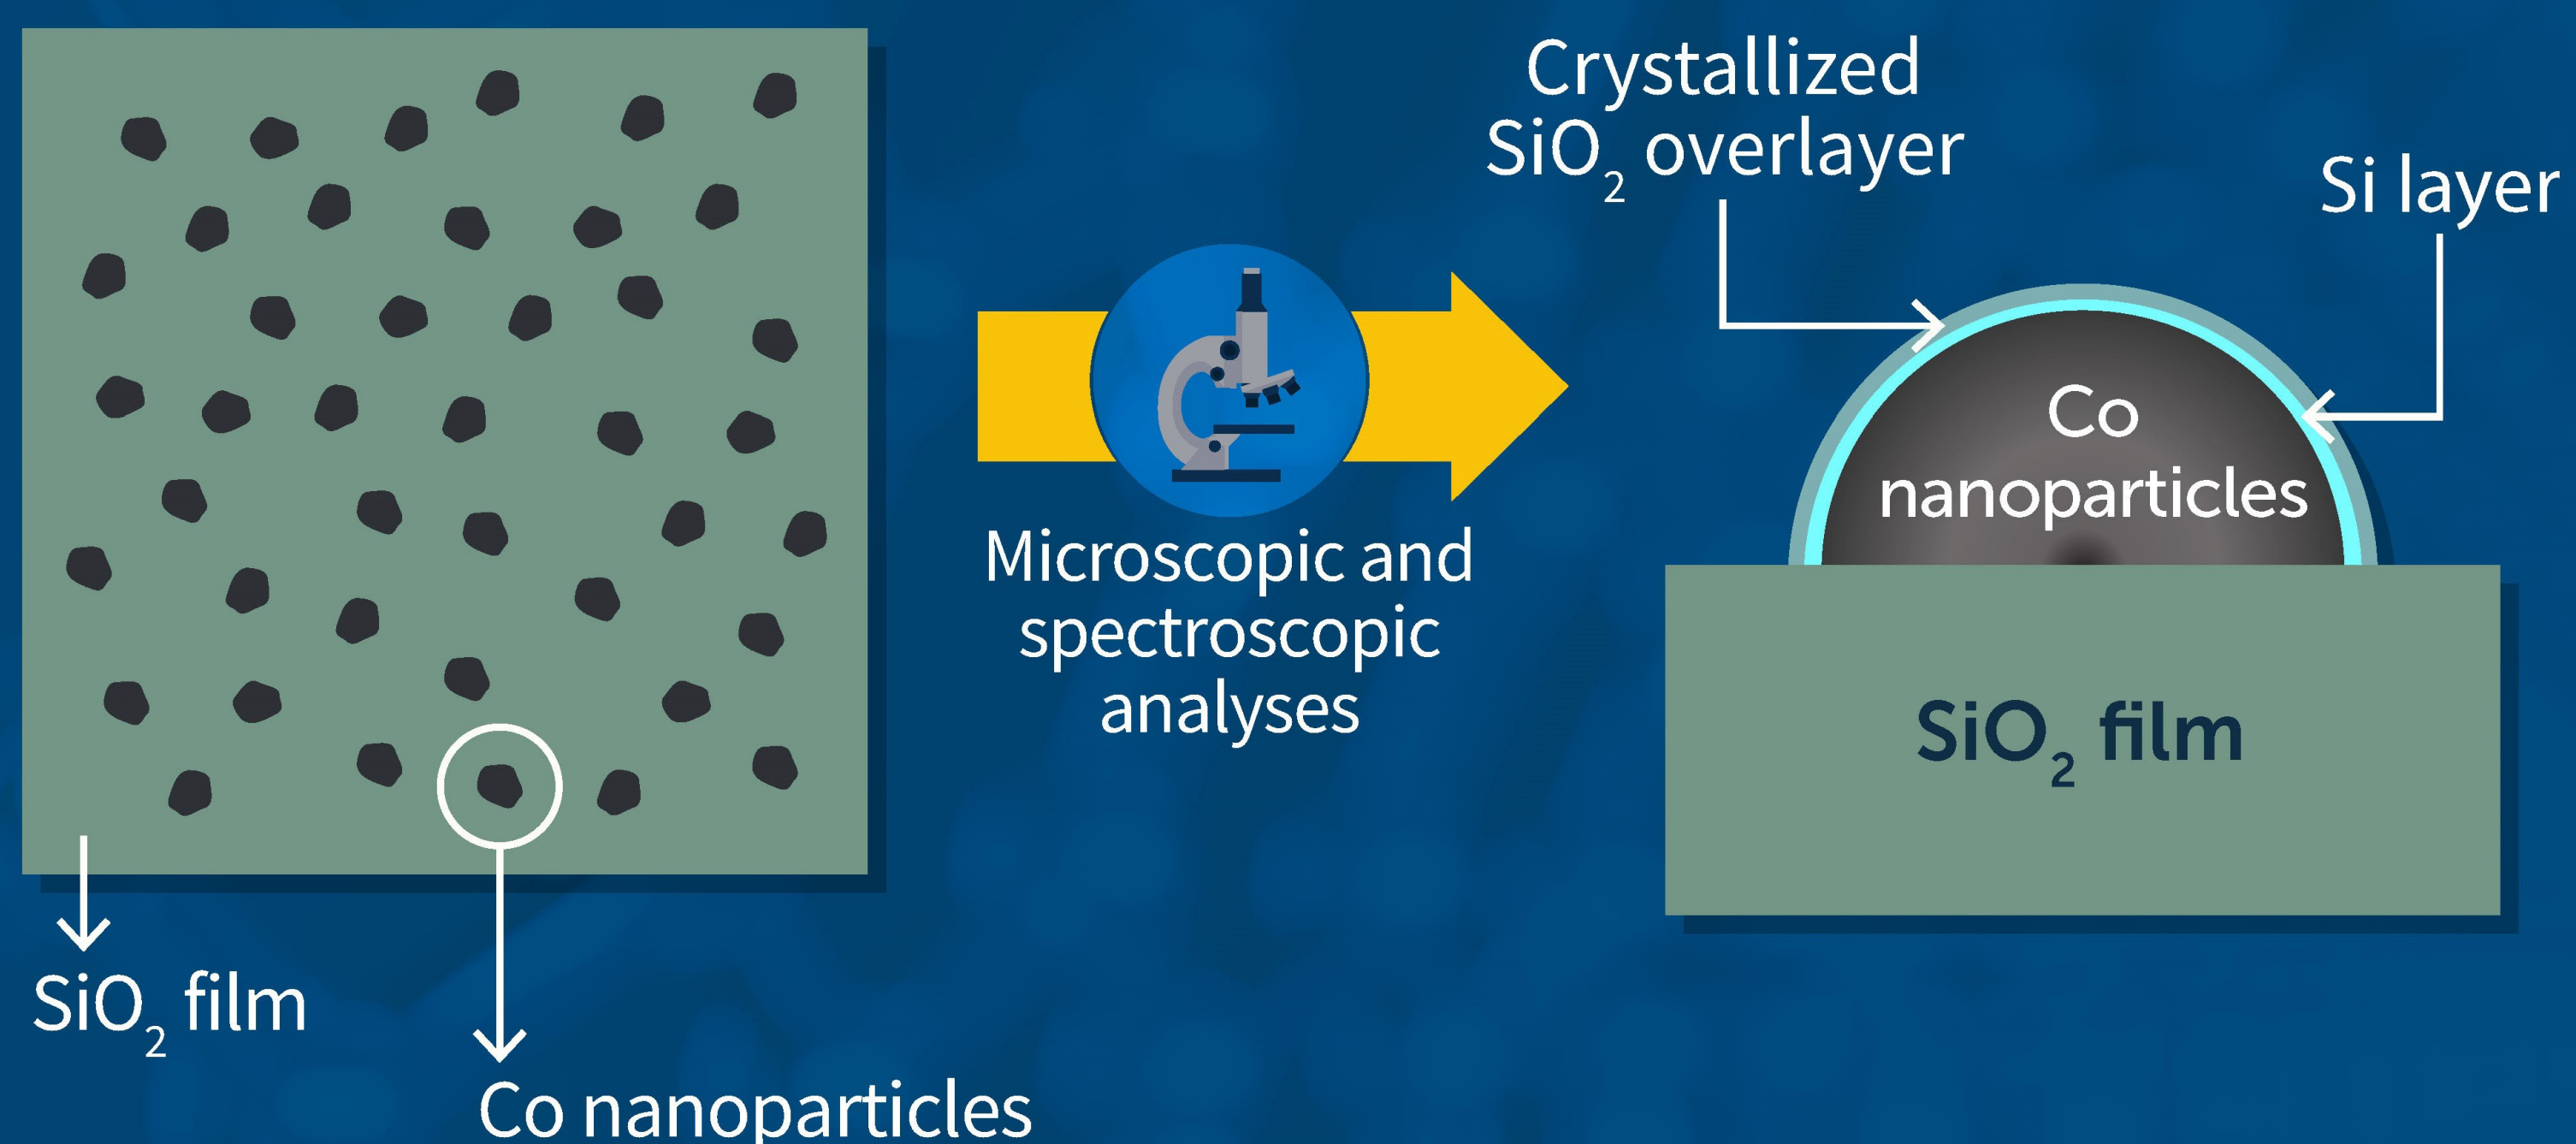 SiO₂ film
Co nanoparticles
Microscopic and
spectroscopic
analyses
Crystallized
SiO₂ overlayer
Si layer
Co
nanoparticles
SiO₂ film